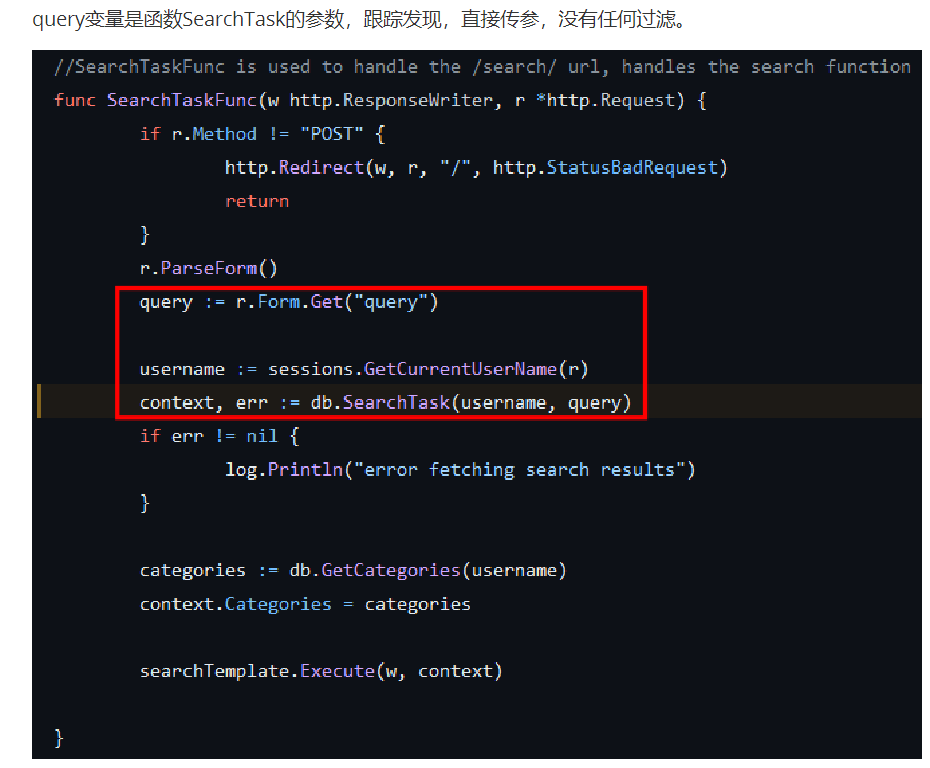 query变量是函数SearchTask的参数，跟踪发现，直接传参，没有任何过滤。
//SearchTaskFunc is used to handle the /search/ url, handles the search function
func SearchTaskFunc(w http.ResponseWriter, r *http.Request) {
if r.Method != "POST" {
http.Redirect(w, r, "/", http.StatusBadRequest)
return
}
r.ParseForm()
query := r.Form.Get("query")
username := sessions.GetCurrentUserName(r)
context, err := db.SearchTask(username, query)
if err != nil {
log.Println("error fetching search results")
}
categories := db.GetCategories(username)
context.Categories = categories
searchTemplate.Execute(w, context)
}